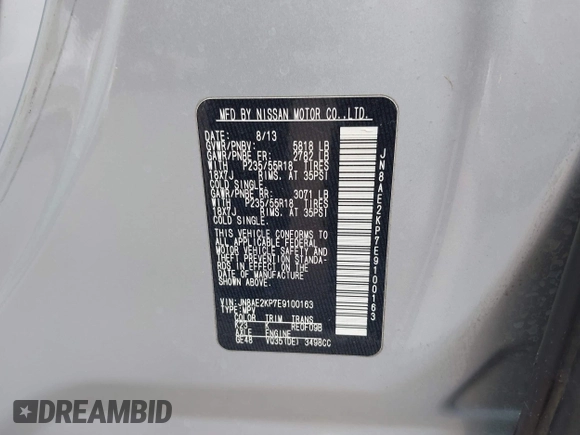 MFD BY NISSAN MOTOR CO.,LTD.
DATE: 8/13
GVWR/PNBV: 5818 LB
GAWR/PNBE FR: 2782 LB
WITH P235/55R18 TIRES
18X7J RIMS. AT 35PSI
COLD SINGLE.
GAWR/PNBE RR: 3071 LB
WITH P235/55R18 TIRES
18X7J RIMS. AT 35PSI
COLD SINGLE.
THIS VEHICLE CONFORMS TO
ALL APPLICABLE FEDERAL
MOTOR VEHICLE SAFETY AND
THEFT PREVENTION STANDA-
RDS IN EFFECT ON THE DATE
OF MANUFACTURE SHOWN
ABOVE.
VIN: JN8AE2KP7E9100163
TYPE: MPV
COLOR TRIM TRANS
K23 K RE0F09B
AXLE ENGINE
GE48 VQ35(DE) 3498CC
JN8AE2KP7E9100163
DREAMBID